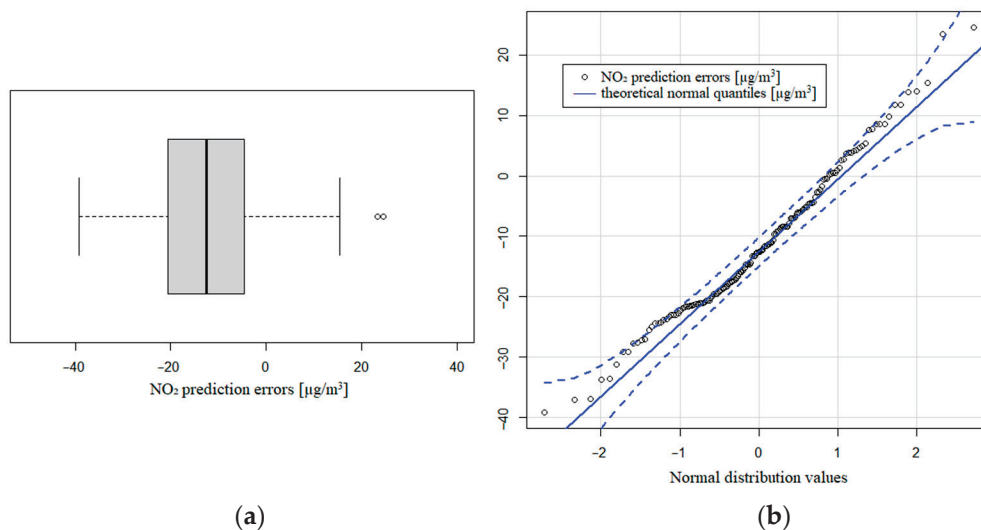 −40
−20
0
20
40
NO₂ prediction errors [µg/m³]
(a)
20
10
0
−10
−20
−30
−40
NO₂ prediction errors [µg/m³]
theoretical normal quantiles [µg/m³]
−2
−1
0
1
2
Normal distribution values
(b)